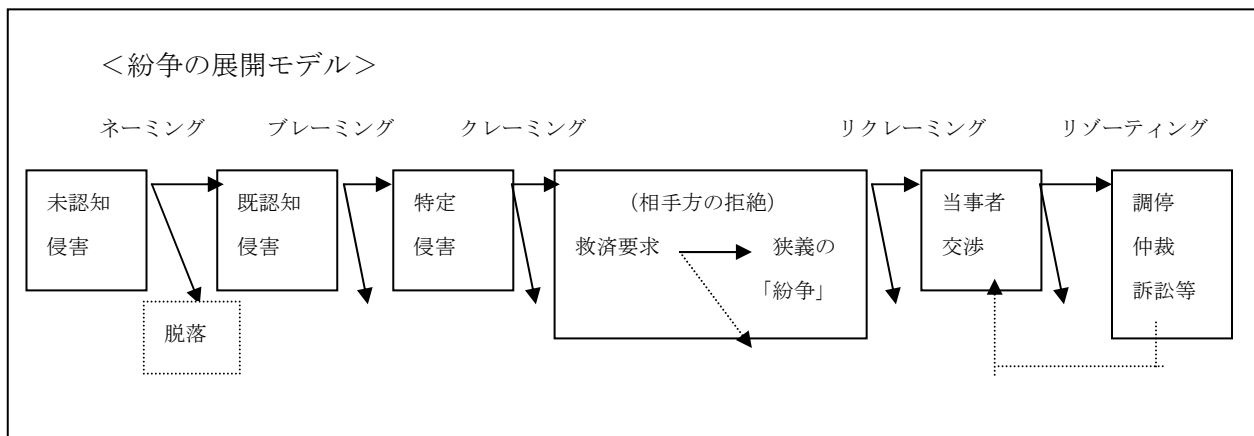 ＜紛争の展開モデル＞
ネーミング ブレーミング クレーミング リクレーミング リゾーティング
未認知
侵害
既認知
侵害
特定
侵害
（相手方の拒絶）
救済要求 狭義の
「紛争」
当事者
交渉
調停
仲裁
訴訟等
脱落